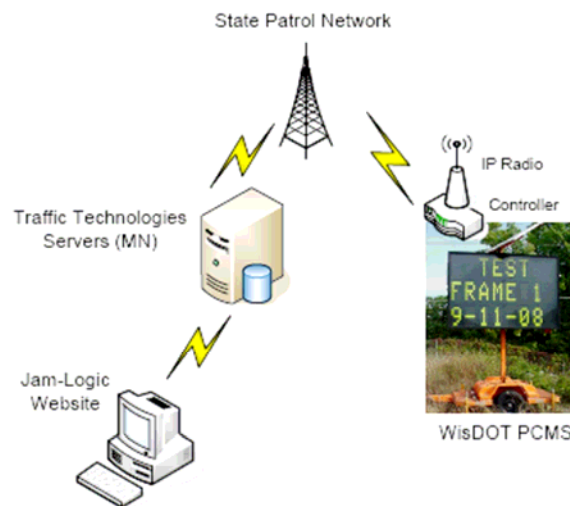 State Patrol Network
IP Radio
Controller
Traffic Technologies
Servers (MN)
TEST
FRAME 1
9-11-08
Jam-Logic
Website
WisDOT PCMS